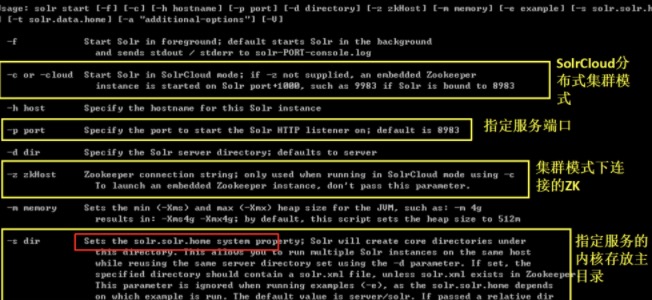 Usage: solr start [-f] [-c] [-h hostname] [-p port] [-d directory] [-z zkHost] [-m memory] [-e example] [-s solr.solr.h
] [-t solr.data.home] [-a "additional-options"] [-V]
-f Start Solr in foreground; default starts Solr in the background
and sends stdout / stderr to solr-PORT-console.log
-c or -cloud Start Solr in SolrCloud mode; if -z not supplied, an embedded Zookeeper
instance is started on Solr port+1000, such as 9983 if Solr is bound to 8983
SolrCloud分
布式集群模
式
-h host Specify the hostname for this Solr instance
-p port Specify the port to start the Solr HTTP listener on; default is 8983
指定服务端口
-d dir Specify the Solr server directory; defaults to server
-z zkHost Zookeeper connection string; only used when running in SolrCloud mode using -c
To launch an embedded Zookeeper instance, don't pass this parameter.
集群模式下连
接的ZK
-m memory Sets the min (-Xms) and max (-Xmx) heap size for the JVM, such as: -m 4g
results in: -Xms4g -Xmx4g; by default, this script sets the heap size to 512m
-s dir Sets the solr.solr.home system property; Solr will create core directories under
this directory. This allows you to run multiple Solr instances on the same host
while reusing the same server directory set using the -d parameter. If set, the
specified directory should contain a solr.xml file, unless solr.xml exists in Zookeeper
This parameter is ignored when running examples (-e), as the solr.solr.home depends
on which example is run. The default value is server/solr. If passed a relative dir
指定服务的
内核存放主
目录